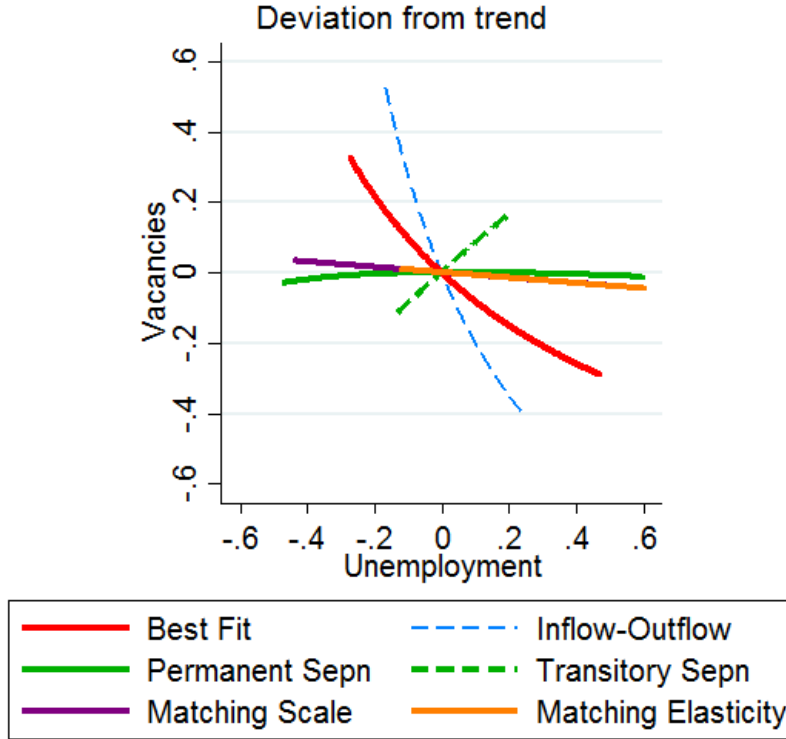 Deviation from trend
.6
.4
.2
0
-.2
-.4
-.6
Vacancies
-.6 -.4 -.2 0 .2 .4 .6
Unemployment
Best Fit Inflow-Outflow
Permanent Sepn Transitory Sepn
Matching Scale Matching Elasticity